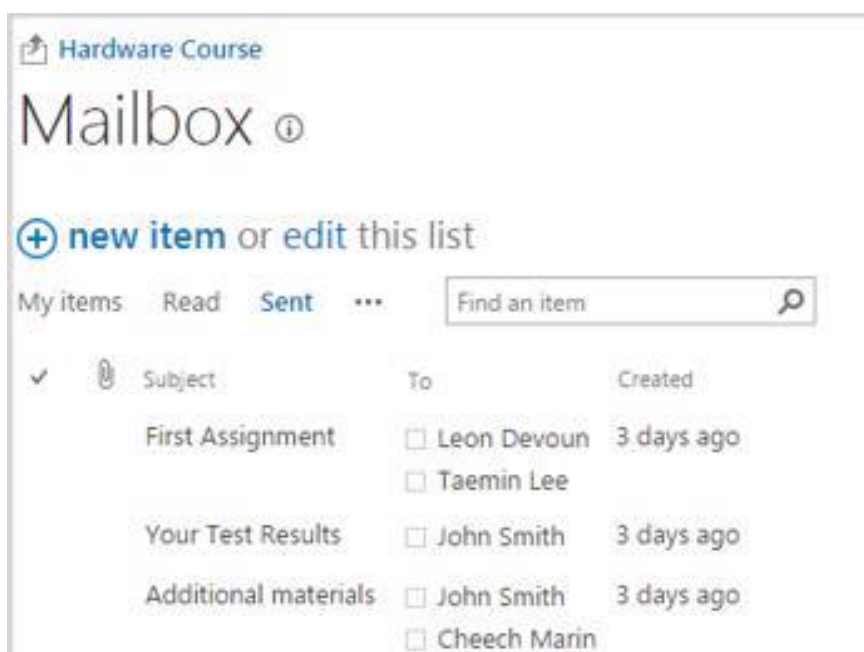 Hardware Course
Mailbox
new item or edit this list
My items Read Sent ... Find an item
Subject To Created
First Assignment Leon Devoun 3 days ago
Taemin Lee
Your Test Results John Smith 3 days ago
Additional materials John Smith 3 days ago
Cheech Marin